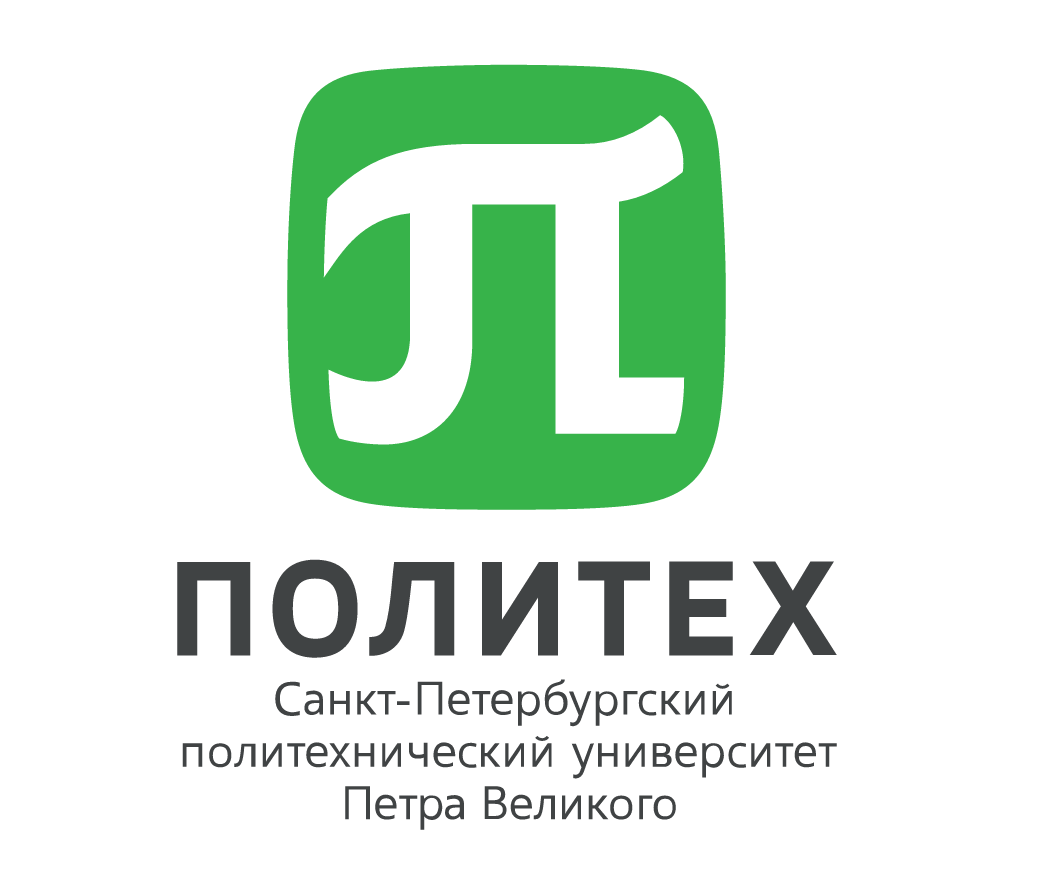 П
ПОЛИТЕХ
Санкт-Петербургский
политехнический университет
Петра Великого